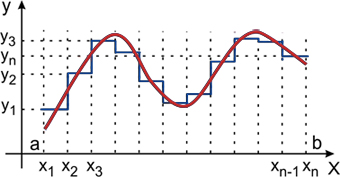 y
y₃
yₙ
y₂
y₁
a b
x₁ x₂ x₃ xₙ₋₁ xₙ X